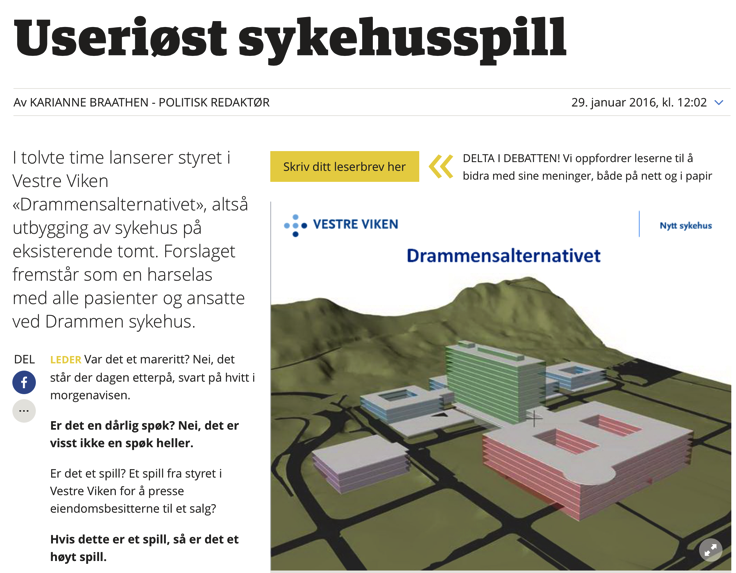 Useriøst sykehusspill
Av KARIANNE BRAATHEN - POLITISK REDAKTØR
29. januar 2016, kl. 12:02
I tolvte time lanserer styret i
Vestre Viken
«Drammensalternativet», altså
utbygging av sykehus på
eksisterende tomt. Forslaget
fremstår som en harselas
med alle pasienter og ansatte
ved Drammen sykehus.
DEL
LEDER Var det et mareritt? Nei, det
står der dagen etterpå, svart på hvitt i
morgenavisen.
Er det en dårlig spøk? Nei, det er
visst ikke en spøk heller.
Er det et spill? Et spill fra styret i
Vestre Viken for å presse
eiendomsbesitterne til et salg?
Hvis dette er et spill, så er det et
høyt spill.
Skriv ditt leserbrev her
DELTA I DEBATTEN! Vi oppfordrer leserne til å
bidra med sine meninger, både på nett og i papir
VESTRE VIKEN
Nytt sykehus
Drammensalternativet